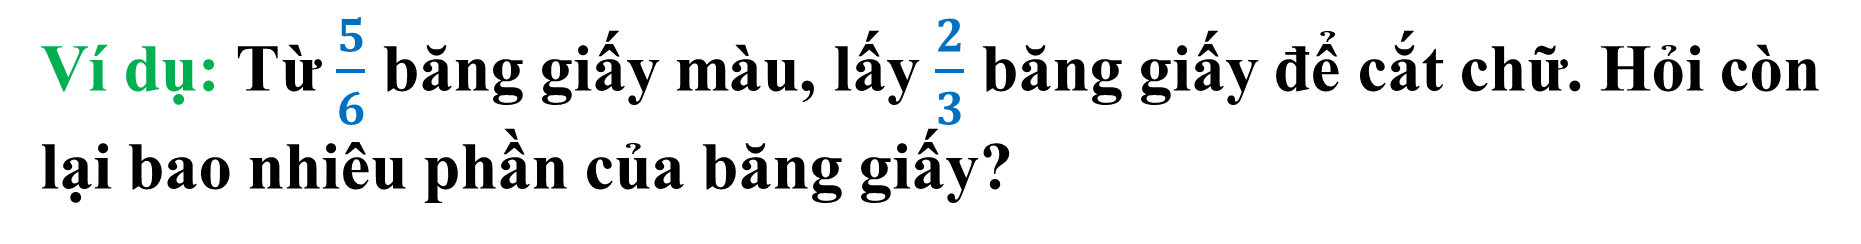 Ví dụ: Từ 5/6 băng giấy màu, lấy 2/3 băng giấy để cắt chữ. Hỏi còn
lại bao nhiêu phần của băng giấy?